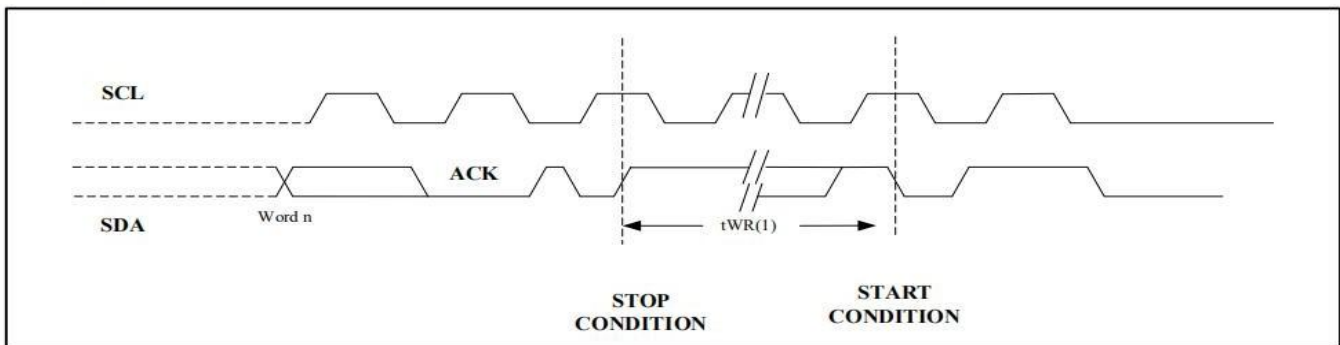 SCL
ACK
Word n
SDA
tWR(1)
STOP
CONDITION
START
CONDITION